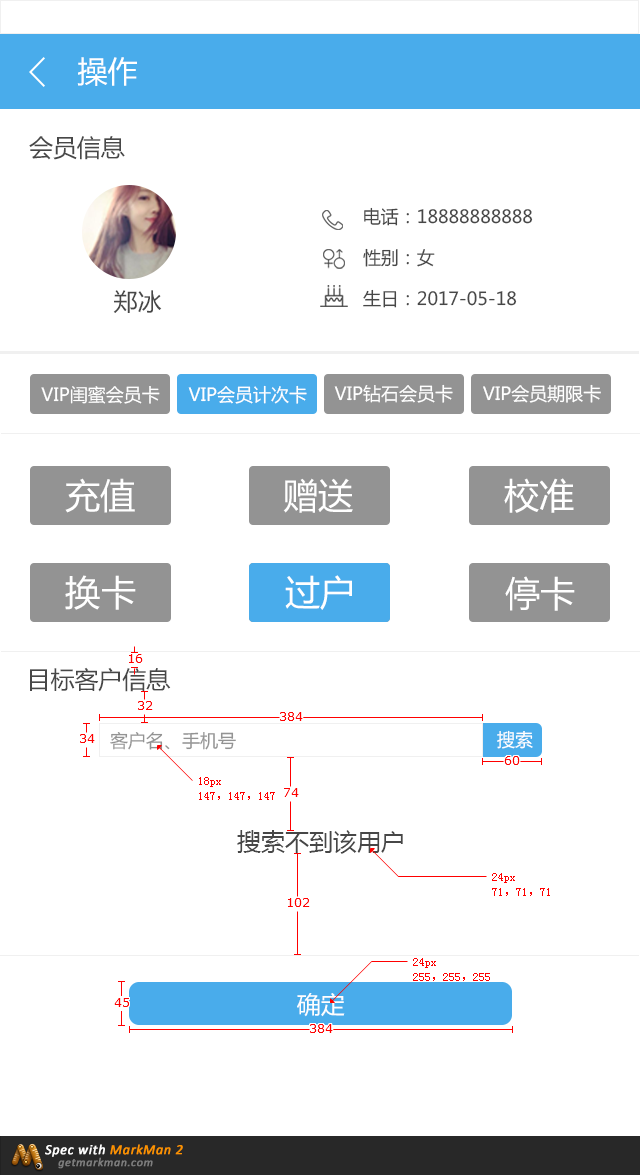 操作
会员信息
电话：18888888888
性别：女
郑冰
生日：2017-05-18
VIP闺蜜会员卡 VIP会员计次卡 VIP钻石会员卡 VIP会员期限卡
充值 赠送 校准
换卡 过户 停卡
16
目标客户信息
32
384
34
客户名、手机号 搜索
60
18px
147, 147, 147
74
搜索不到该用户
24px
71, 71, 71
102
24px
255, 255, 255
45
确定
384
Spec with MarkMan 2
getmarkman.com